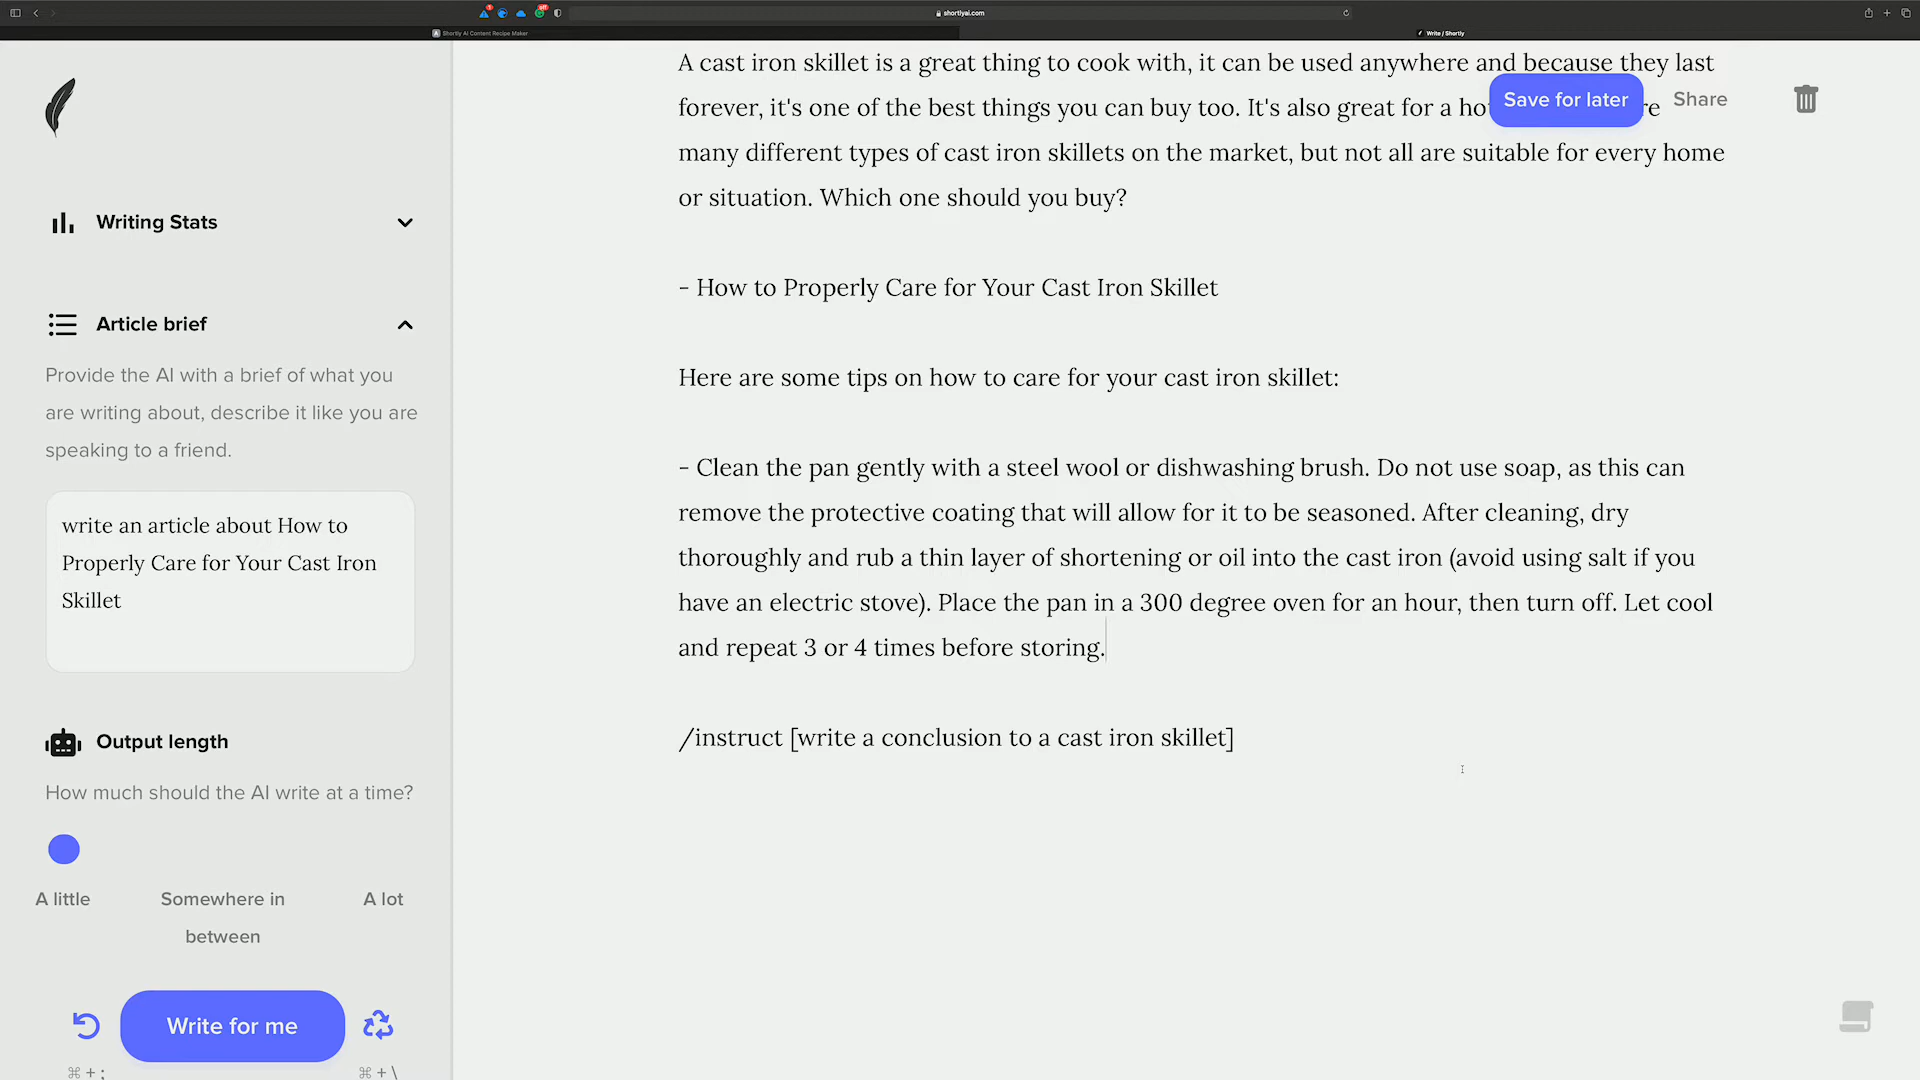 shortlyai.com
Shortly AI Content Recipe Maker
Write / Shortly
Writing Stats
Article brief
Provide the AI with a brief of what you
are writing about, describe it like you are
speaking to a friend.
write an article about How to
Properly Care for Your Cast Iron
Skillet
Output length
How much should the AI write at a time?
A little
Somewhere in
between
A lot
Write for me
⌘ + ;
⌘ + \
Save for later
Share
A cast iron skillet is a great thing to cook with, it can be used anywhere and because they last
forever, it's one of the best things you can buy too. It's also great for a
many different types of cast iron skillets on the market, but not all are suitable for every home
or situation. Which one should you buy?
- How to Properly Care for Your Cast Iron Skillet
Here are some tips on how to care for your cast iron skillet:
- Clean the pan gently with a steel wool or dishwashing brush. Do not use soap, as this can
remove the protective coating that will allow for it to be seasoned. After cleaning, dry
thoroughly and rub a thin layer of shortening or oil into the cast iron (avoid using salt if you
have an electric stove). Place the pan in a 300 degree oven for an hour, then turn off. Let cool
and repeat 3 or 4 times before storing.
/instruct [write a conclusion to a cast iron skillet]